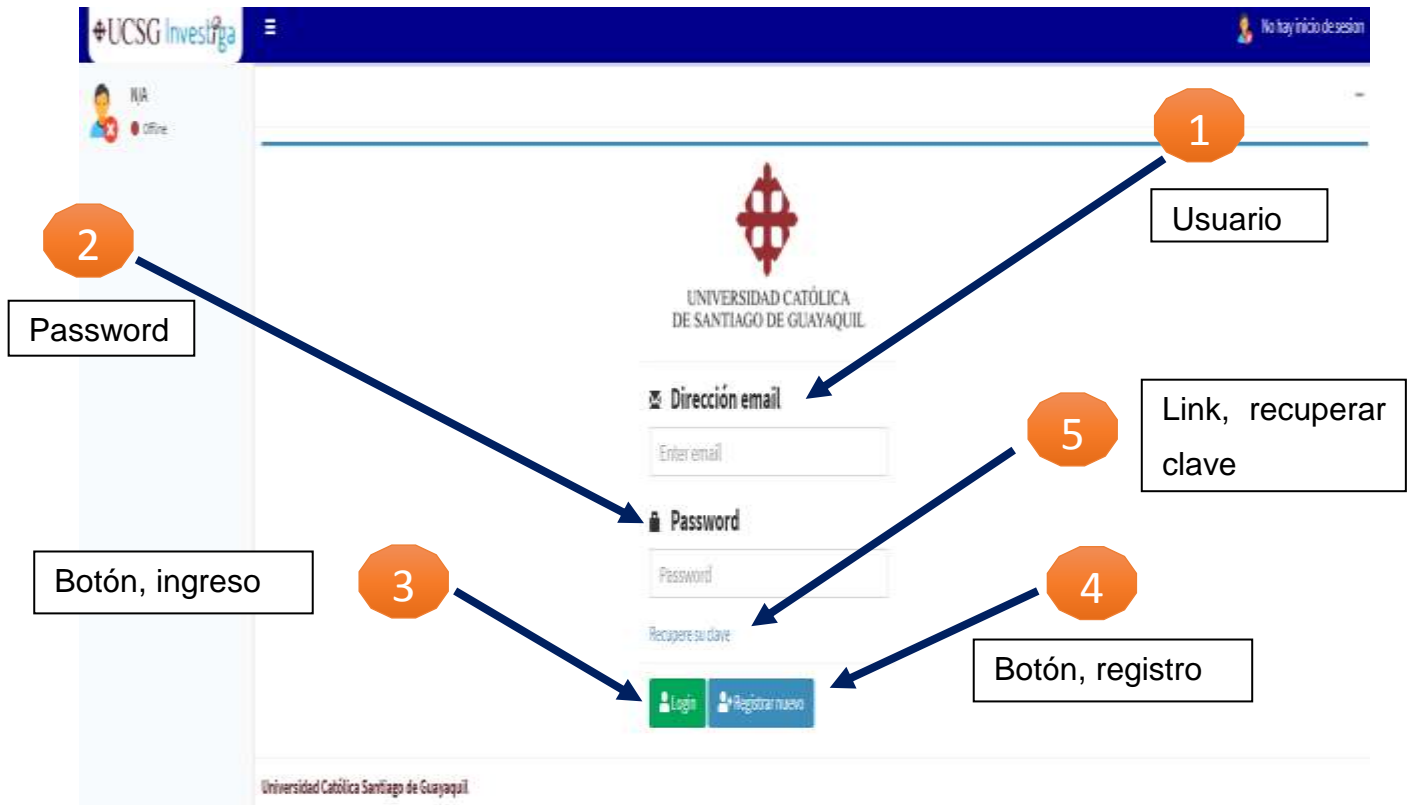 UCSG Investiga
No hay inicio de sesion
N/A
Offline
1
Usuario
2
Password
UNIVERSIDAD CATÓLICA
DE SANTIAGO DE GUAYAQUIL
Dirección email
Enter email
5
Link, recuperar
clave
Password
Password
Botón, ingreso
3
4
Recupere su clave
Botón, registro
Login
Registrar nuevo
Universidad Católica Santiago de Guayaquil